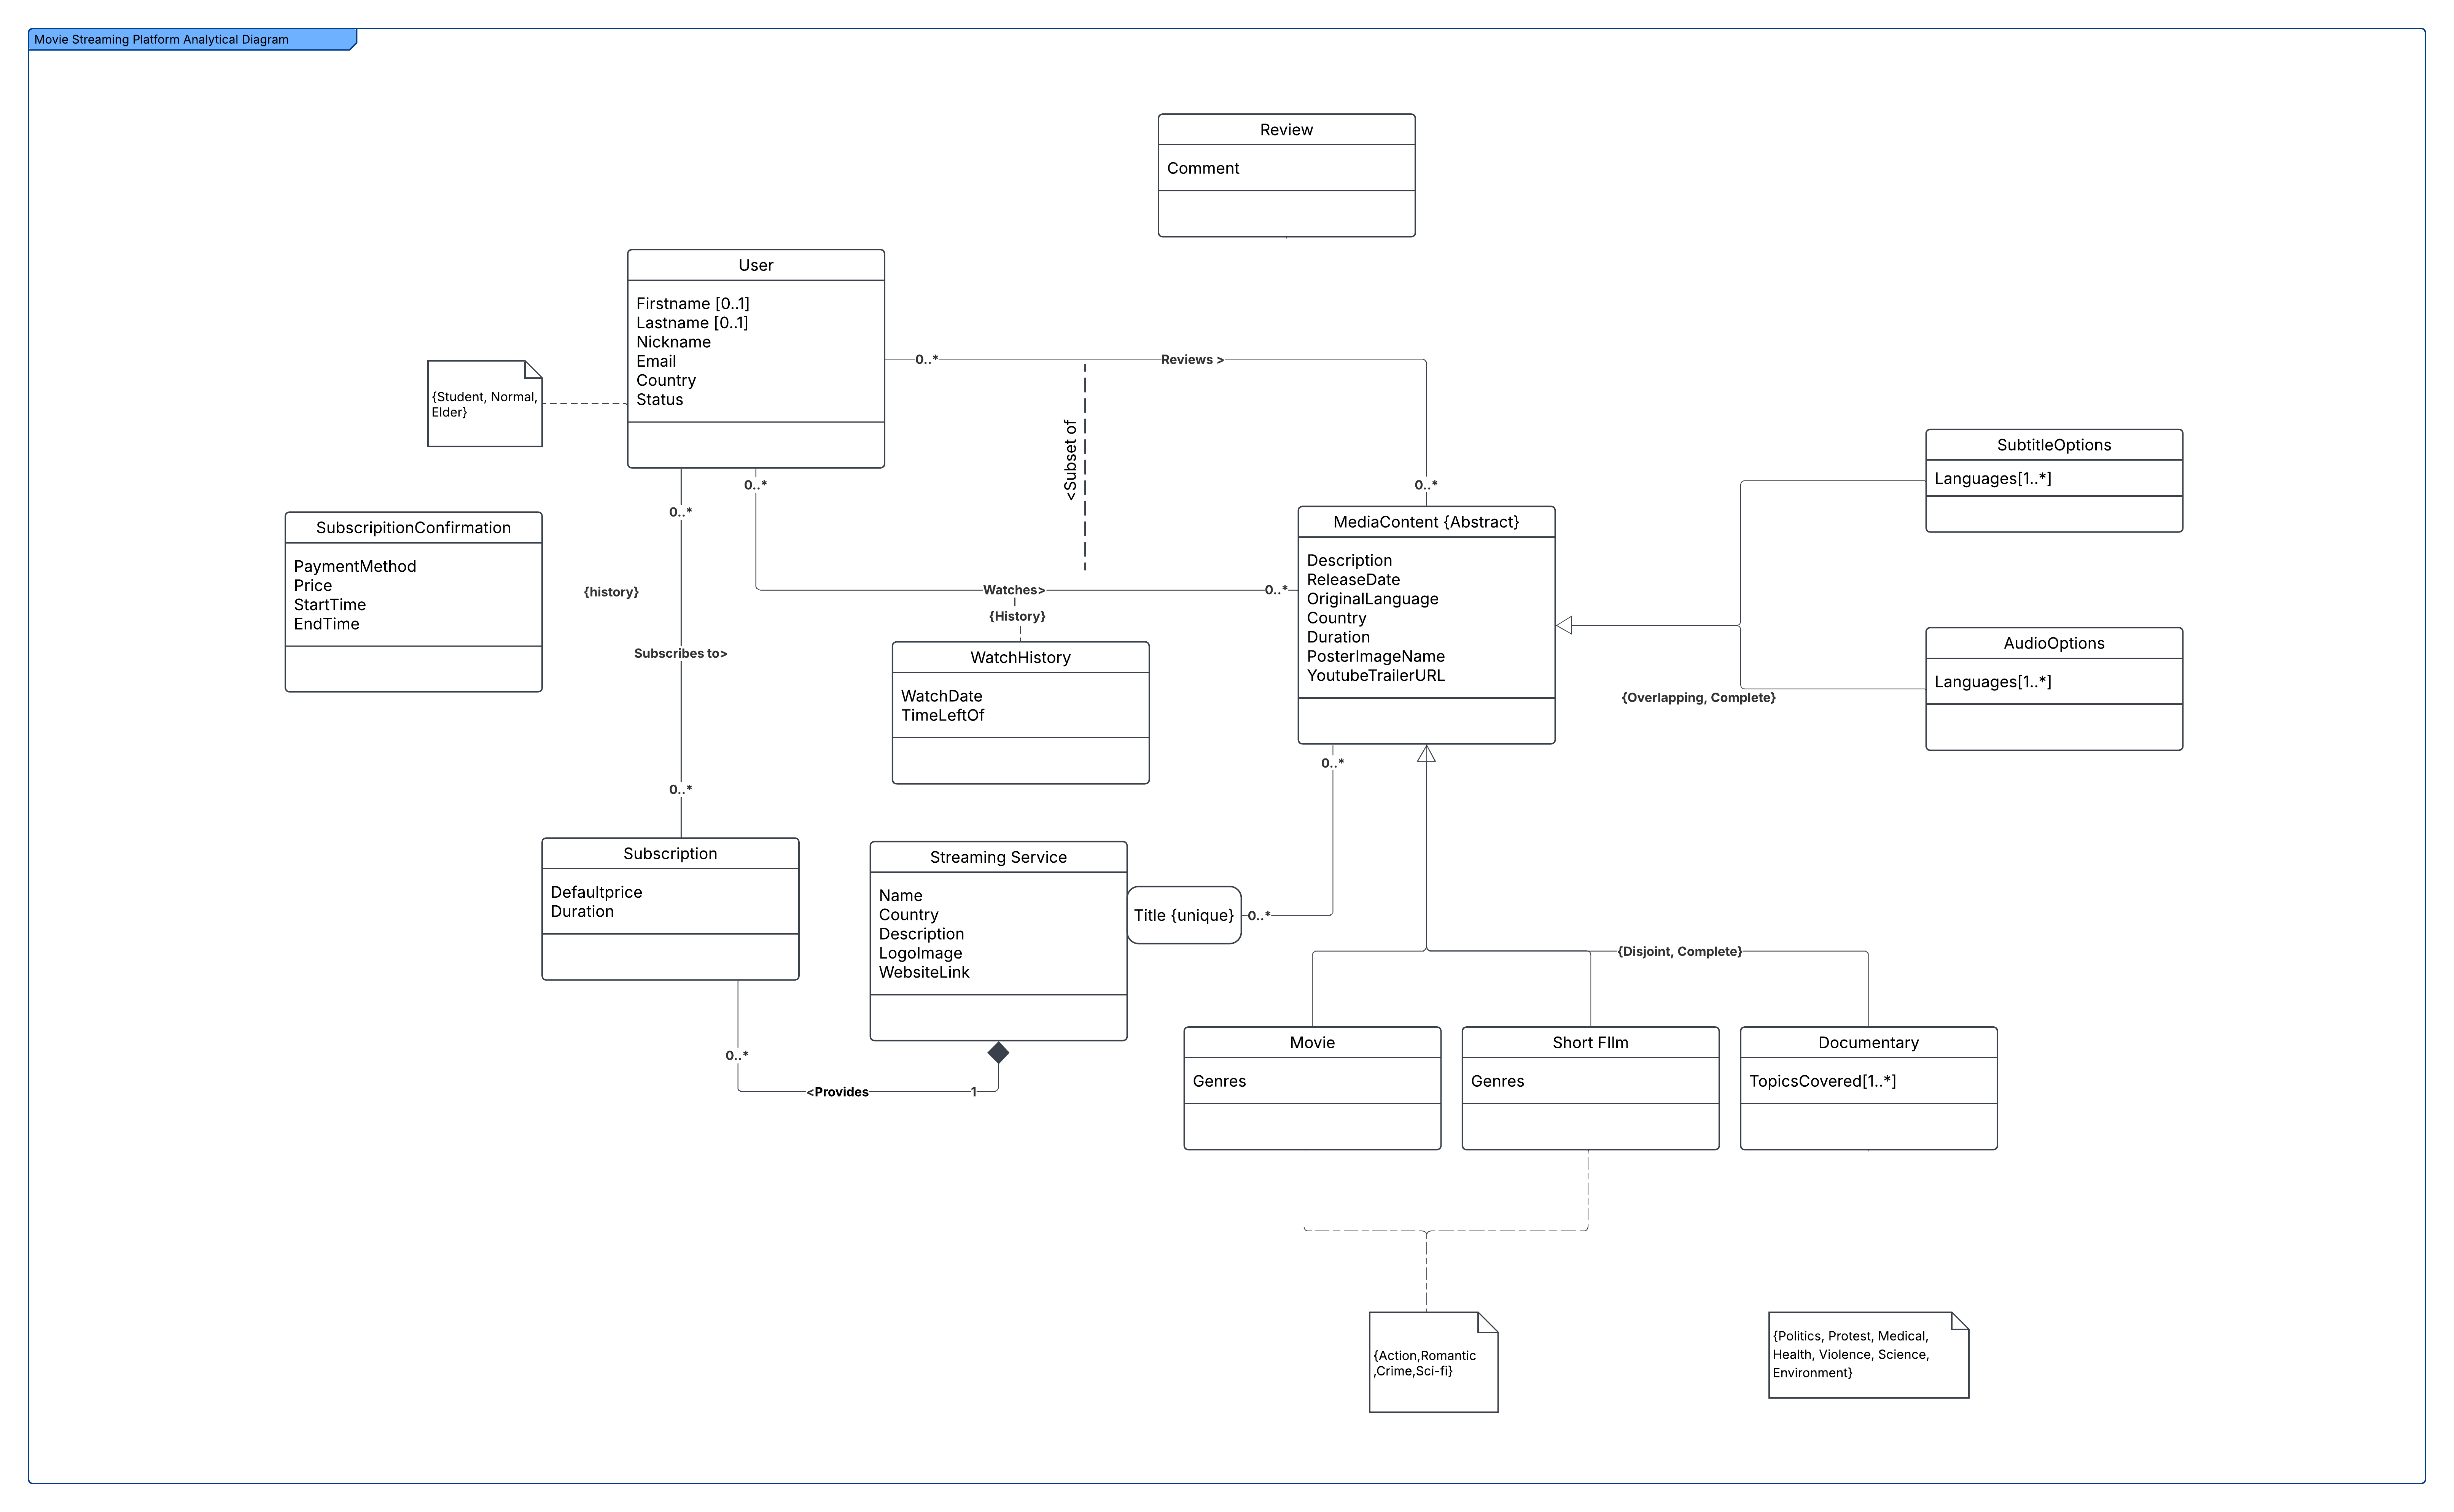 Movie Streaming Platform Analytical Diagram
Review
Comment
User
Firstname [0..1]
Lastname [0..1]
Nickname
Email
Country
Status
{Student, Normal,
Elder}
0..*
Reviews >
0..*
<Subset of
0..*
0..*
SubscripitionConfirmation
PaymentMethod
Price
StartTime
EndTime
{history}
Subscribes to>
0..*
Watches>
0..*
{History}
WatchHistory
WatchDate
TimeLeftOf
MediaContent {Abstract}
Description
ReleaseDate
OriginalLanguage
Country
Duration
PosterImageName
YoutubeTrailerURL
SubtitleOptions
Languages[1..*]
AudioOptions
Languages[1..*]
{Overlapping, Complete}
0..*
Subscription
Defaultprice
Duration
Streaming Service
Name
Country
Description
LogoImage
WebsiteLink
Title {unique}
0..*
{Disjoint, Complete}
0..*
<Provides
1
Movie
Genres
Short FIlm
Genres
Documentary
TopicsCovered[1..*]
{Action,Romantic
,Crime,Sci-fi}
{Politics, Protest, Medical,
Health, Violence, Science,
Environment}